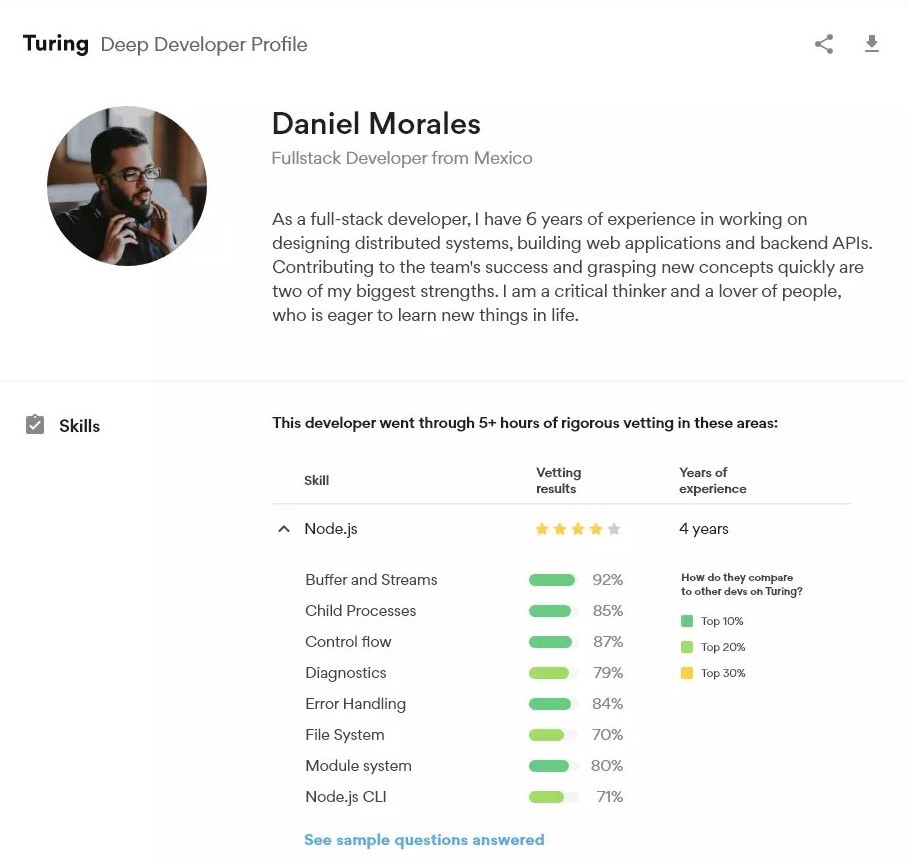 Turing Deep Developer Profile
Daniel Morales
Fullstack Developer from Mexico
As a full-stack developer, I have 6 years of experience in working on
designing distributed systems, building web applications and backend APIs.
Contributing to the team's success and grasping new concepts quickly are
two of my biggest strengths. I am a critical thinker and a lover of people,
who is eager to learn new things in life.
Skills
This developer went through 5+ hours of rigorous vetting in these areas:
Skill
Vetting
results
Years of
experience
Node.js
4 years
Buffer and Streams 92%
Child Processes 85%
Control flow 87%
Diagnostics 79%
Error Handling 84%
File System 70%
Module system 80%
Node.js CLI 71%
How do they compare
to other devs on Turing?
Top 10%
Top 20%
Top 30%
See sample questions answered